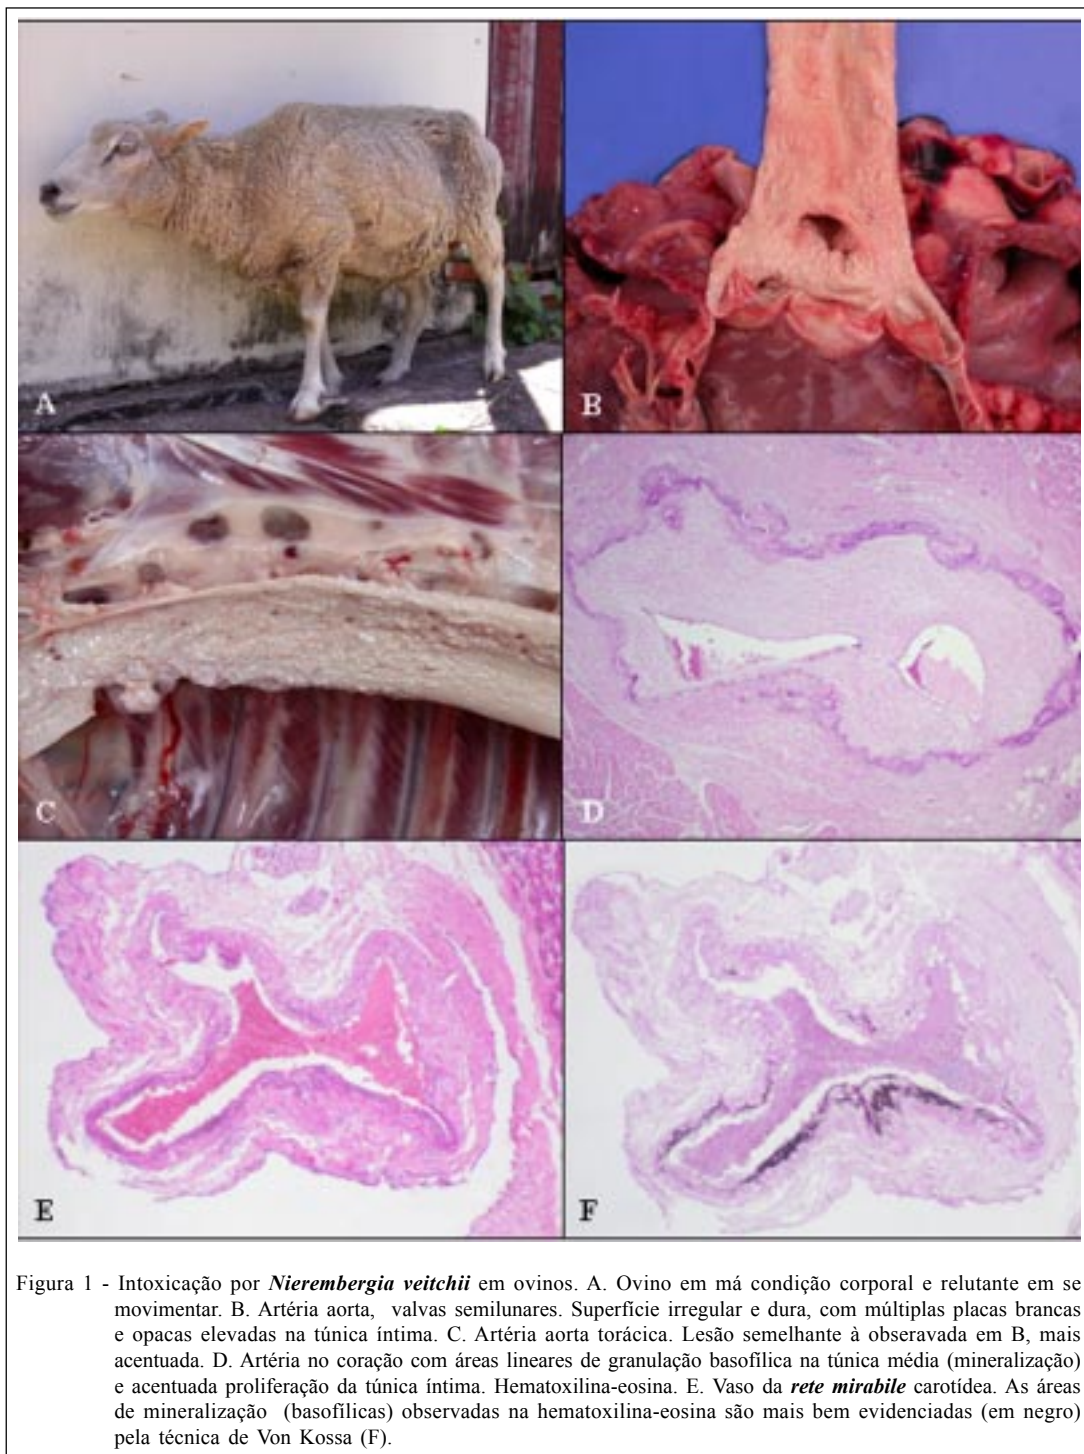 A
B
C
D
E
F
Figura 1 - Intoxicação por Nierembergia veitchii em ovinos. A. Ovino em má condição corporal e relutante em se
movimentar. B. Artéria aorta, valvas semilunares. Superfície irregular e dura, com múltiplas placas brancas
e opacas elevadas na túnica íntima. C. Artéria aorta torácica. Lesão semelhante à obseravada em B, mais
acentuada. D. Artéria no coração com áreas lineares de granulação basofílica na túnica média (mineralização)
e acentuada proliferação da túnica íntima. Hematoxilina-eosina. E. Vaso da rete mirabile carotídea. As áreas
de mineralização (basofílicas) observadas na hematoxilina-eosina são mais bem evidenciadas (em negro)
pela técnica de Von Kossa (F).